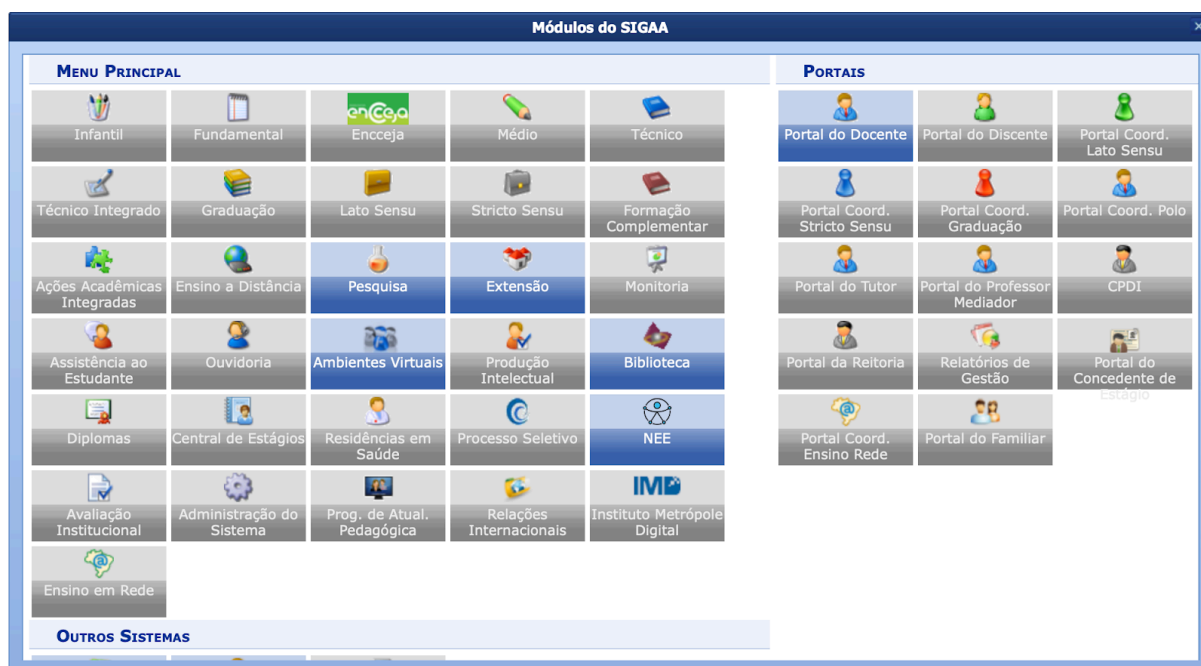 Módulos do SIGAA
MENU PRINCIPAL
Infantil
Fundamental
encceja
Encceja
Médio
Técnico
Técnico Integrado
Graduação
Lato Sensu
Stricto Sensu
Formação
Complementar
Ações Acadêmicas
Integradas
Ensino a Distância
Pesquisa
Extensão
Monitoria
Assistência ao
Estudante
Ouvidoria
Ambientes Virtuais
Produção
Intelectual
Biblioteca
Diplomas
Central de Estágios
Residências em
Saúde
Processo Seletivo
NEE
Avaliação
Institucional
Administração do
Sistema
Prog. de Atual.
Pedagógica
Relações
Internacionais
IMD
Instituto Metrópole
Digital
Ensino em Rede
OUTROS SISTEMAS
PORTAIS
Portal do Docente
Portal do Discente
Portal Coord.
Lato Sensu
Portal Coord.
Stricto Sensu
Portal Coord.
Graduação
Portal Coord. Polo
Portal do Tutor
Portal do Professor
Mediador
CPDI
Portal da Reitoria
Relatórios de
Gestão
Portal do
Concedente de
Estágio
Portal Coord.
Ensino Rede
Portal do Familiar